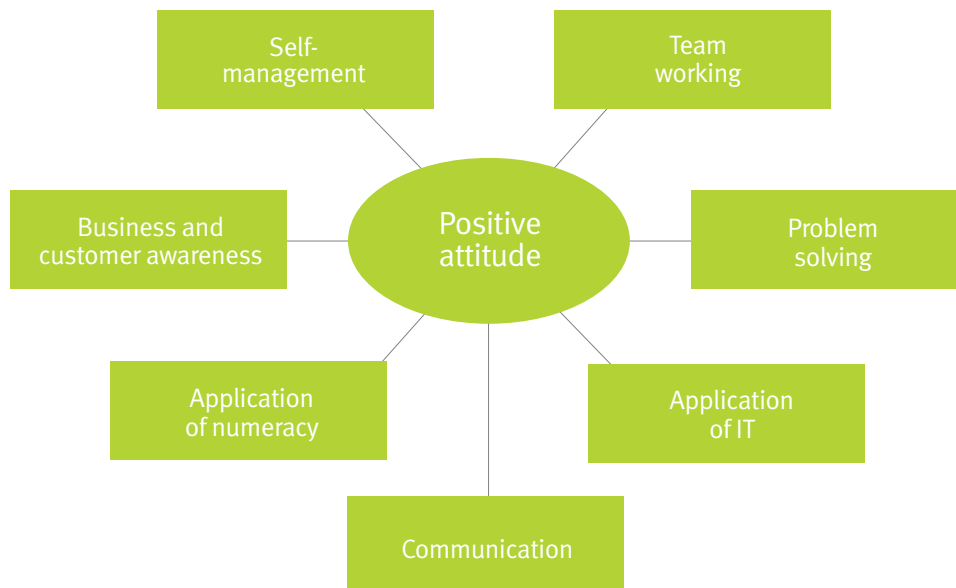 Self-
management
Team
working
Business and
customer awareness
Positive
attitude
Problem
solving
Application
of numeracy
Application
of IT
Communication